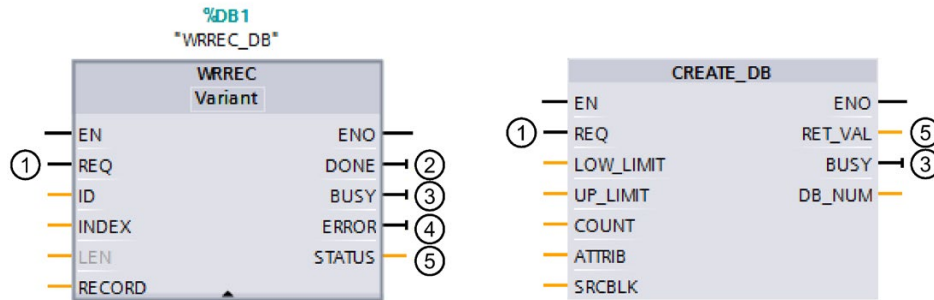 %DB1
"WRREC_DB"
WRREC
Variant
EN ENO
1 REQ DONE 2
ID BUSY 3
INDEX ERROR 4
LEN STATUS 5
RECORD
CREATE_DB
EN ENO
1 REQ RET_VAL 5
LOW_LIMIT BUSY 3
UP_LIMIT DB_NUM
COUNT
ATTRIB
SRCBLK